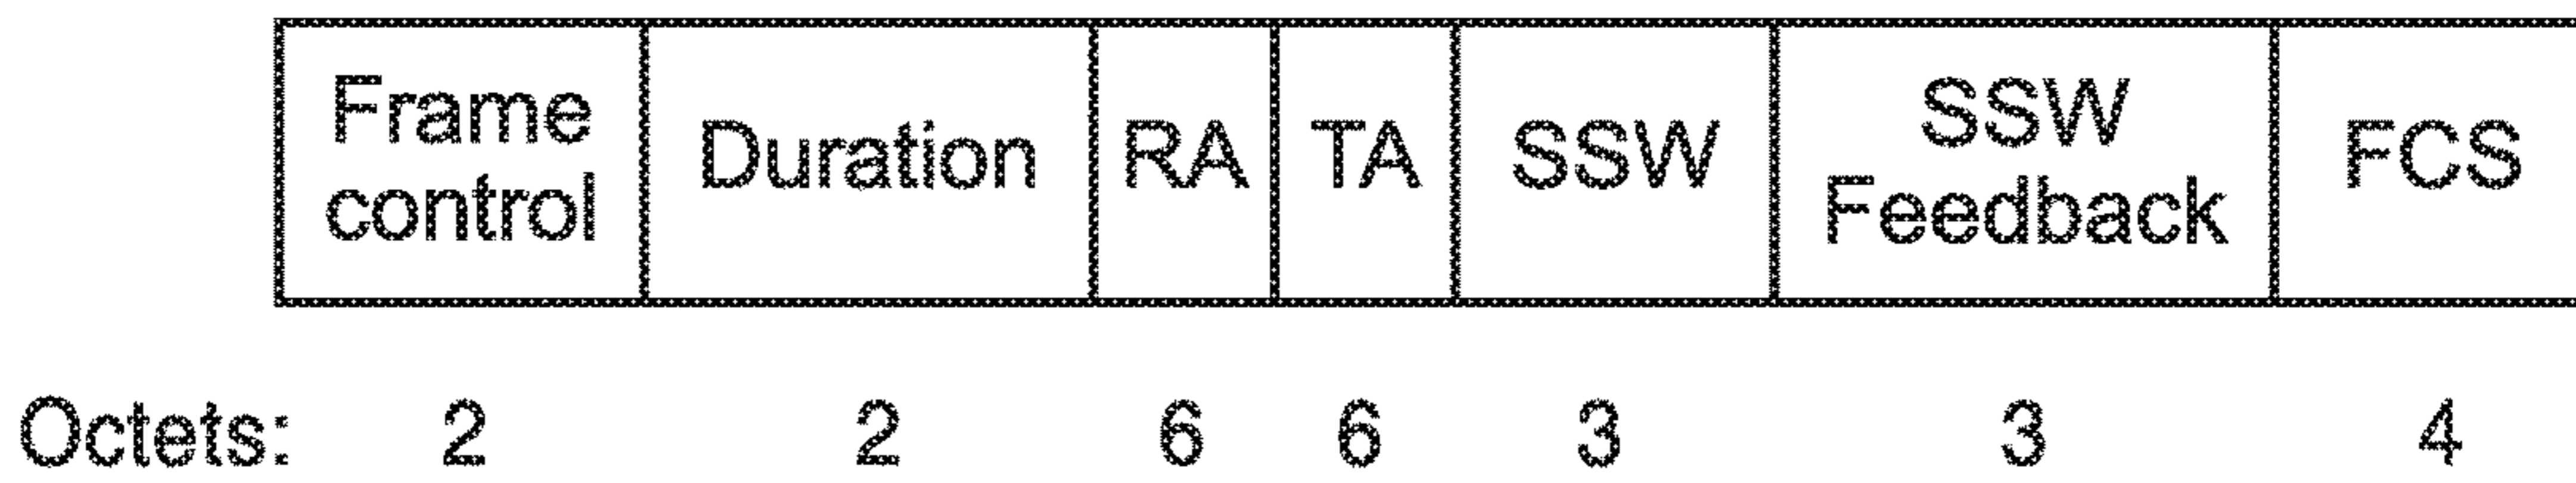 Frame control Duration RA TA SSW SSW Feedback FCS
Octets: 2 2 6 6 3 3 4